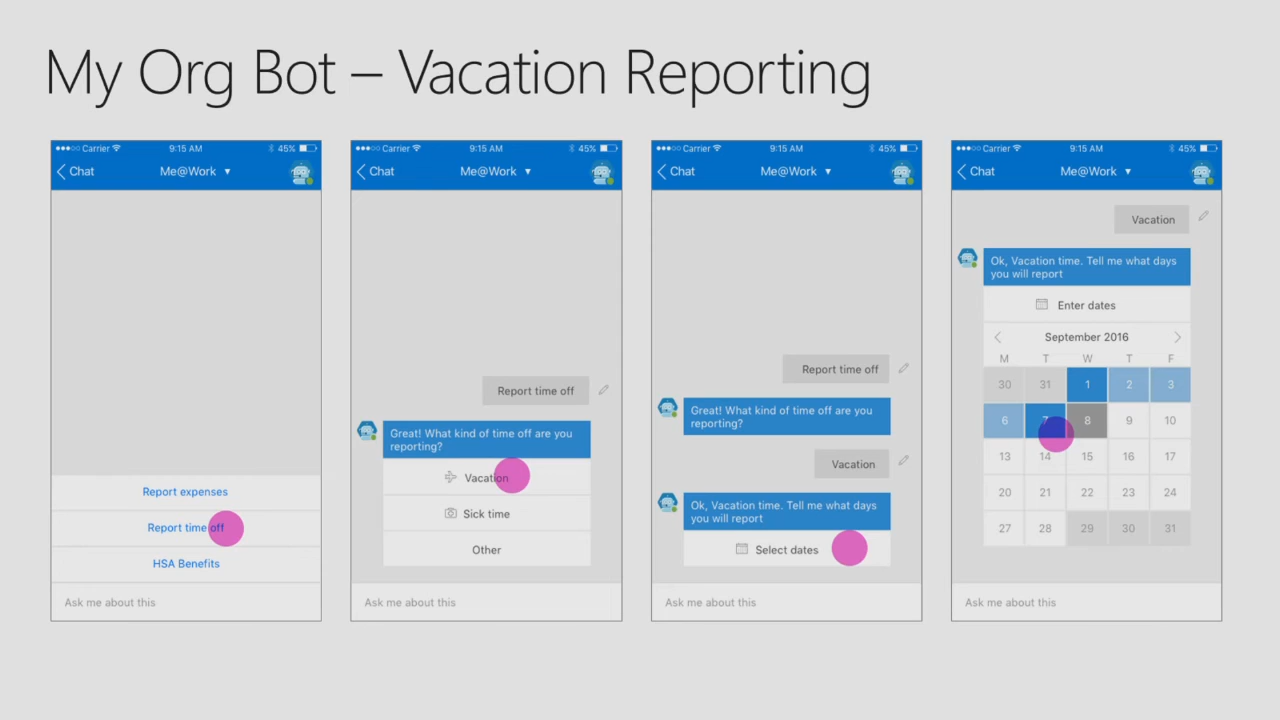 My Org Bot – Vacation Reporting
●●●○○ Carrier 9:15 AM 45%
Chat Me@Work ▼
Report expenses
Report time off
HSA Benefits
Ask me about this
●●●○○ Carrier 9:15 AM 45%
Chat Me@Work ▼
Report time off
Great! What kind of time off are you
reporting?
Vacation
Sick time
Other
Ask me about this
●●●○○ Carrier 9:15 AM 45%
Chat Me@Work ▼
Report time off
Great! What kind of time off are you
reporting?
Vacation
Ok, Vacation time. Tell me what days
you will report
Select dates
Ask me about this
●●●○○ Carrier 9:15 AM 45%
Chat Me@Work ▼
Vacation
Ok, Vacation time. Tell me what days
you will report
Enter dates
September 2016
M T W T F
30 31 1 2 3
6 7 8 9 10
13 14 15 16 17
20 21 22 23 24
27 28 29 30 31
Ask me about this